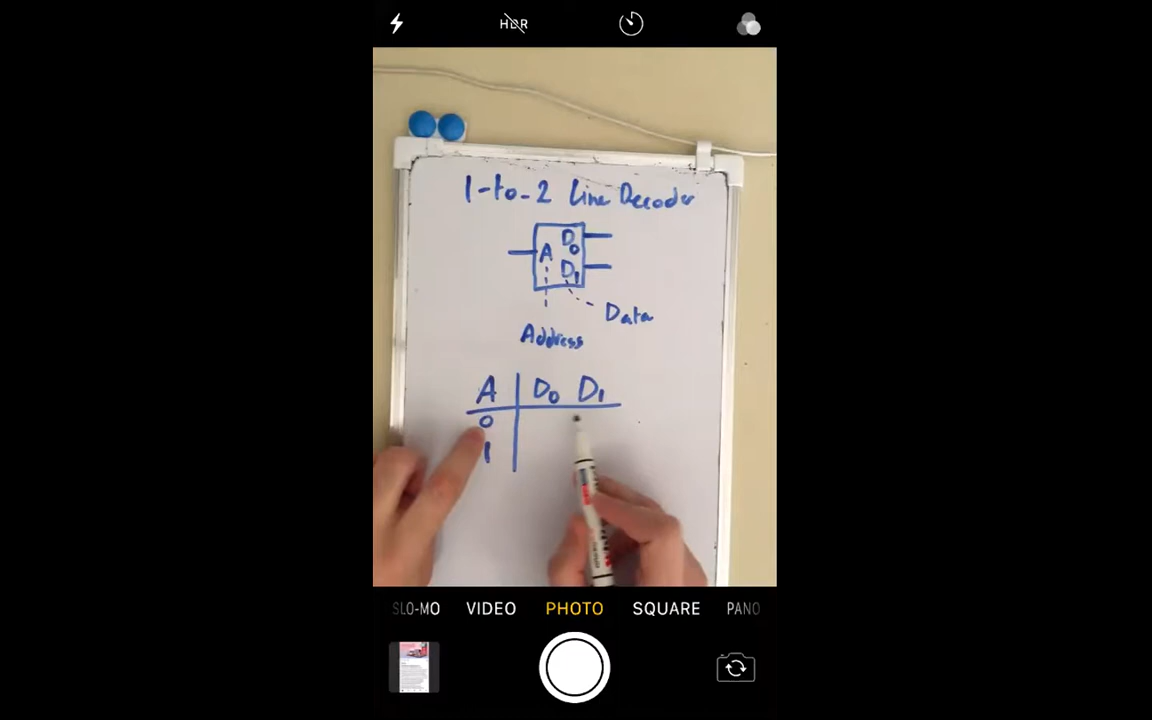 HDR
1-to-2 Line Decoder
A D0
D1
Data
Address
A D0 D1
0
1
SLO-MO VIDEO PHOTO SQUARE PANO